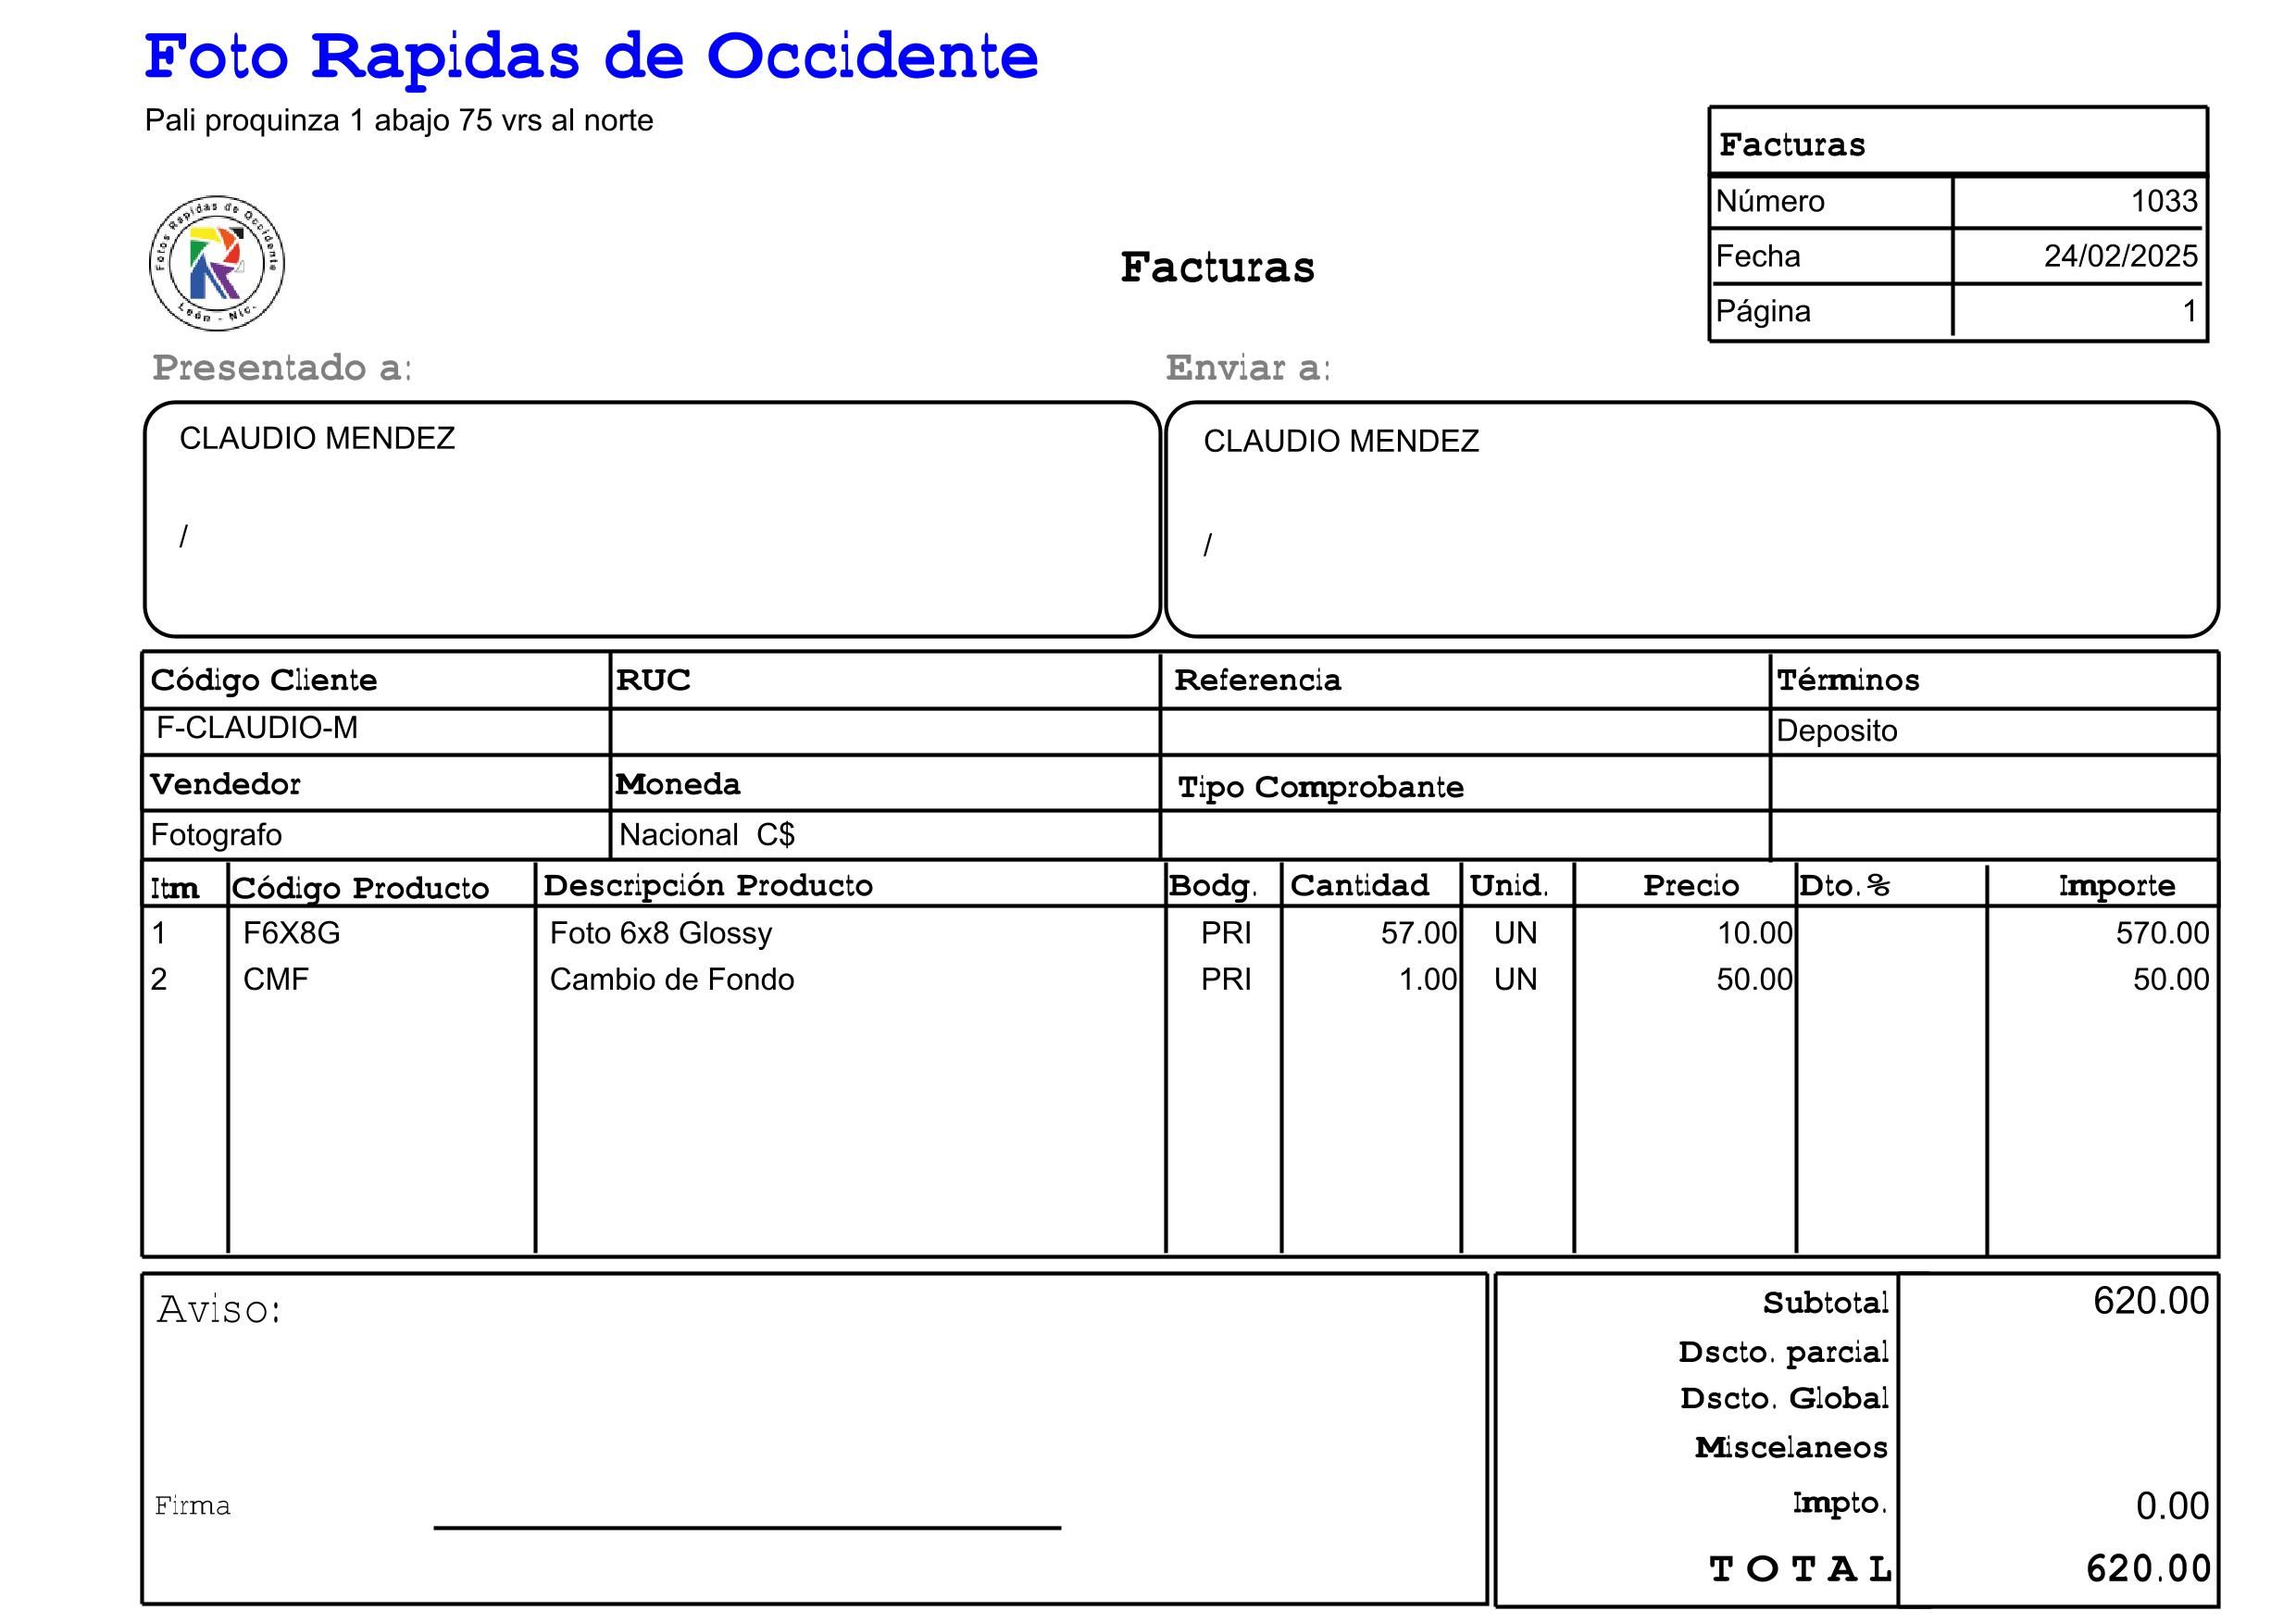 Foto Rapidas de Occidente
Pali proquinza 1 abajo 75 vrs al norte
Facturas
Número 1033
Fecha 24/02/2025
Página 1
Fotos Rapidas de Occidente
León - Nic.
Facturas
Presentado a: Enviar a:
CLAUDIO MENDEZ CLAUDIO MENDEZ
/ /
Código Cliente RUC Referencia Términos
F-CLAUDIO-M Deposito
Vendedor Moneda Tipo Comprobante
Fotografo Nacional C$
Itm Código Producto Descripción Producto Bodg. Cantidad Unid. Precio Dto.% Importe
1 F6X8G Foto 6x8 Glossy PRI 57.00 UN 10.00 570.00
2 CMF Cambio de Fondo PRI 1.00 UN 50.00 50.00
Aviso:
Subtotal 620.00
Dscto. parcial
Dscto. Global
Miscelaneos
Firma
Impto. 0.00
TOTAL 620.00